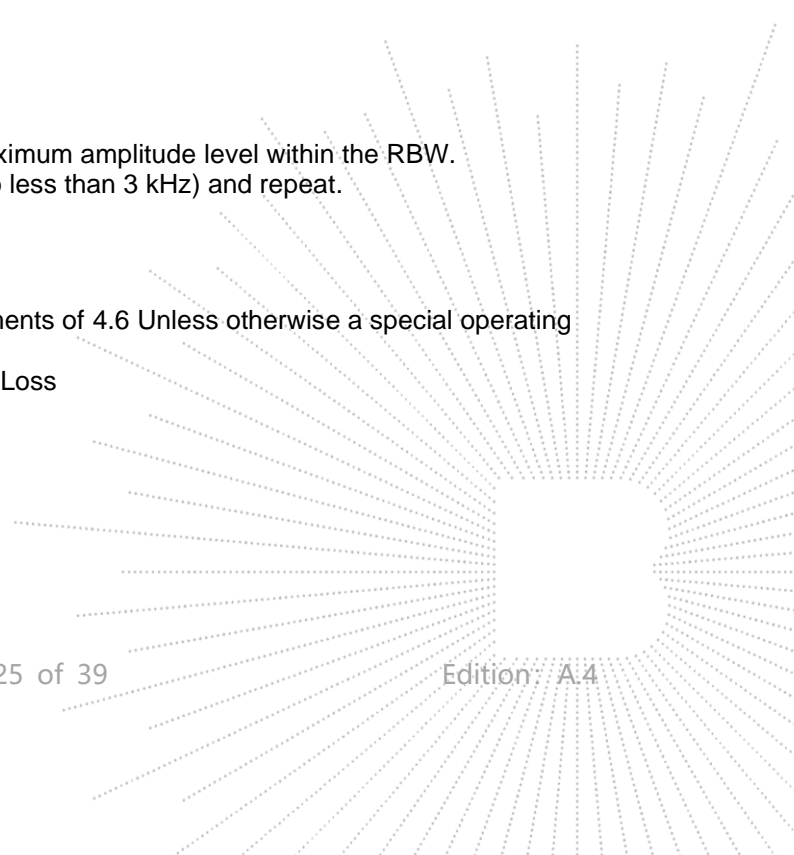 ximum amplitude level within the RBW.
less than 3 kHz) and repeat.
nents of 4.6 Unless otherwise a special operating
Loss
25 of 39 Edition: A.4